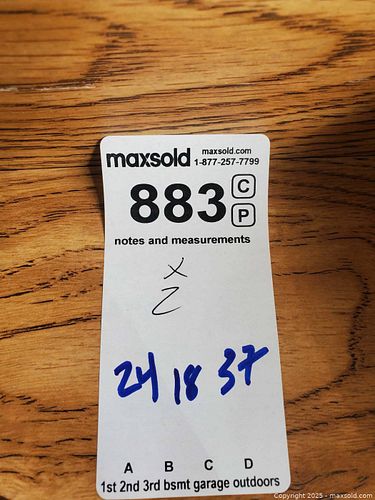 maxsold maxsold.com
1-877-257-7799
883 C
P
notes and measurements
x
2
24 18 37
A B C D
1st 2nd 3rd bsmt garage outdoors
Copyright 2025 - maxsold.com